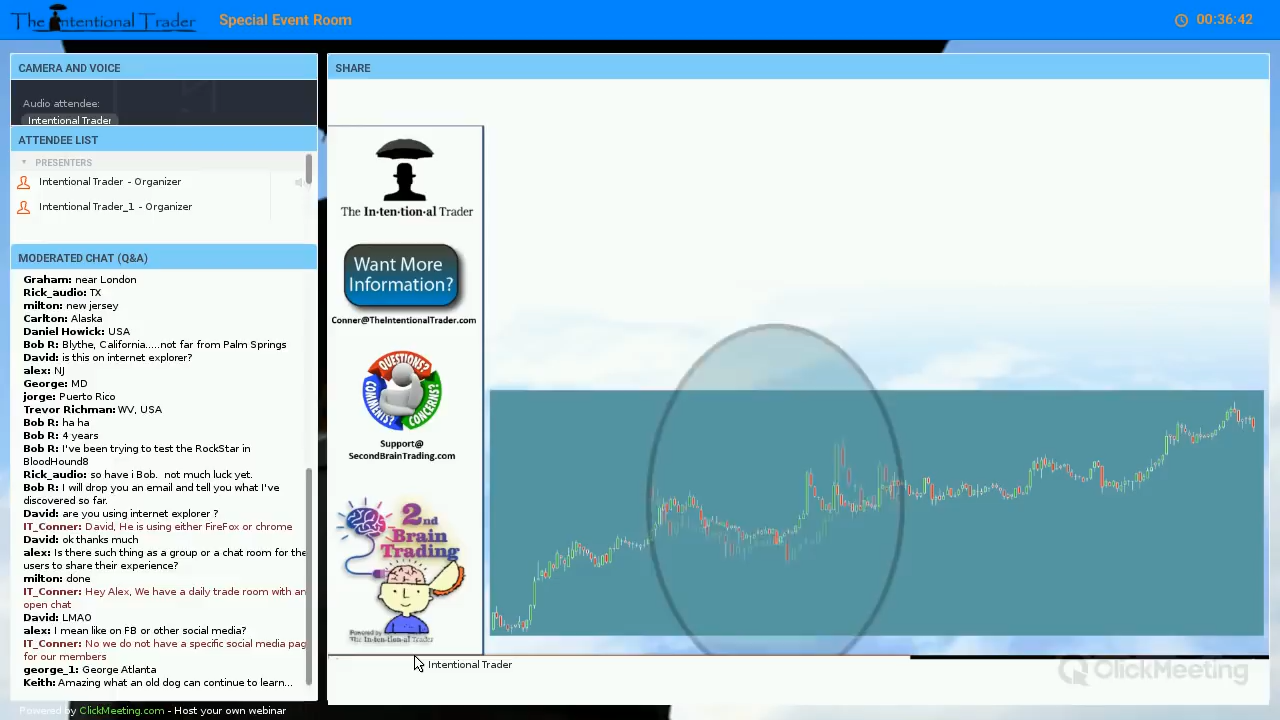 The Intentional Trader
Special Event Room
00:36:42
CAMERA AND VOICE
Audio attendee:
Intentional Trader
ATTENDEE LIST
PRESENTERS
Intentional Trader - Organizer
Intentional Trader_1 - Organizer
MODERATED CHAT (Q&A)
Graham: near London
Rick_audio: TX
milton: new jersey
Carlton: Alaska
Daniel Howick: USA
Bob R: Blythe, California.....not far from Palm Springs
David: is this on internet explorer?
alex: NJ
George: MD
jorge: Puerto Rico
Trevor Richman: WV, USA
Bob R: ha ha
Bob R: 4 years
Bob R: I've been trying to test the RockStar in
BloodHound8
Rick_audio: so have i Bob. not much luck yet.
Bob R: I will drop you an email and tell you what I've
discovered so far.
David: are you using internet explorer ?
IT_Conner: David, He is using either FireFox or chrome
David: ok thanks much
alex: Is there such thing as a group or a chat room for the
users to share their experience?
milton: done
IT_Conner: Hey Alex, We have a daily trade room with an
open chat
David: LMAO
alex: I mean like on FB or other social media?
IT_Conner: No we do not have a specific social media pag
for our members
george_1: George Atlanta
Keith: Amazing what an old dog can continue to learn...
Powered by ClickMeeting.com - Host your own webinar
SHARE
The In·ten·tion·al Trader
Want More
Information?
Conner@TheIntentionalTrader.com
QUESTIONS?
COMMENTS?
CONCERNS?
Support@
SecondBrainTrading.com
2nd
Brain
Trading
Powered by
The In·ten·tion·al Trader
Intentional Trader
ClickMeeting